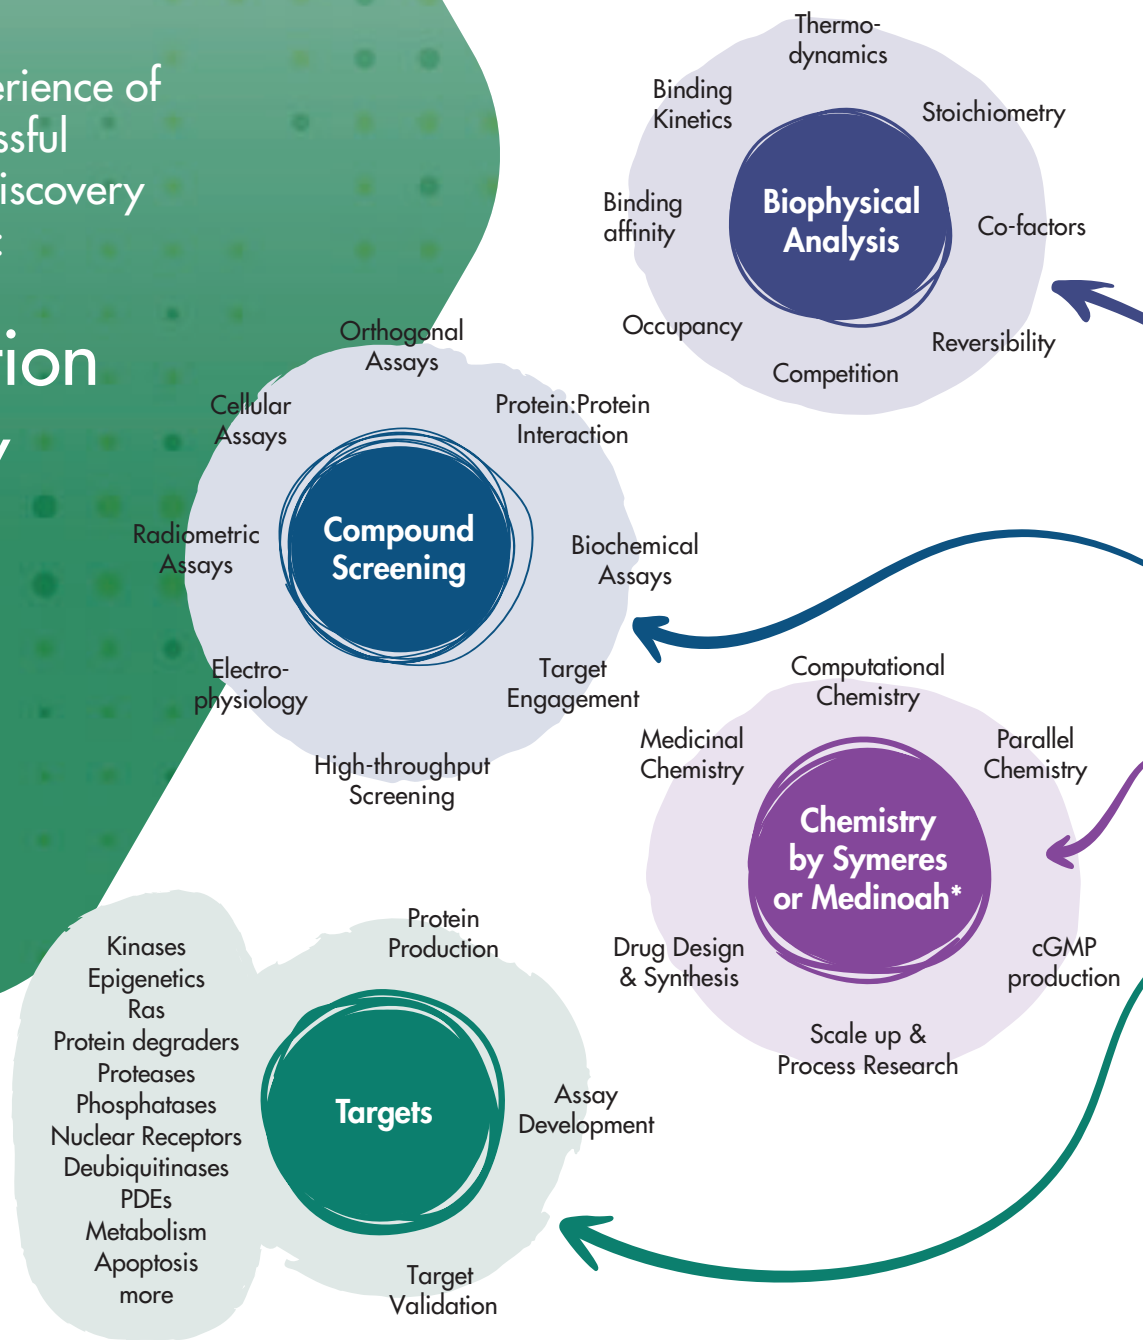 of
discovery
Thermo-
dynamics
Binding
Kinetics
Stoichiometry
Binding
affinity
Biophysical
Analysis
Co-factors
Occupancy
Reversibility
Competition
Orthogonal
Assays
Cellular
Assays
Protein:Protein
Interaction
Radiometric
Assays
Compound
Screening
Biochemical
Assays
Electro-
physiology
Target
Engagement
High-throughput
Screening
Computational
Chemistry
Medicinal
Chemistry
Parallel
Chemistry
Chemistry
by Symeres
or Medinoah*
Drug Design
& Synthesis
cGMP
production
Scale up &
Process Research
Kinases
Epigenetics
Ras
Protein degraders
Proteases
Phosphatases
Nuclear Receptors
Deubiquitinases
PDEs
Metabolism
Apoptosis
more
Protein
Production
Targets
Assay
Development
Target
Validation